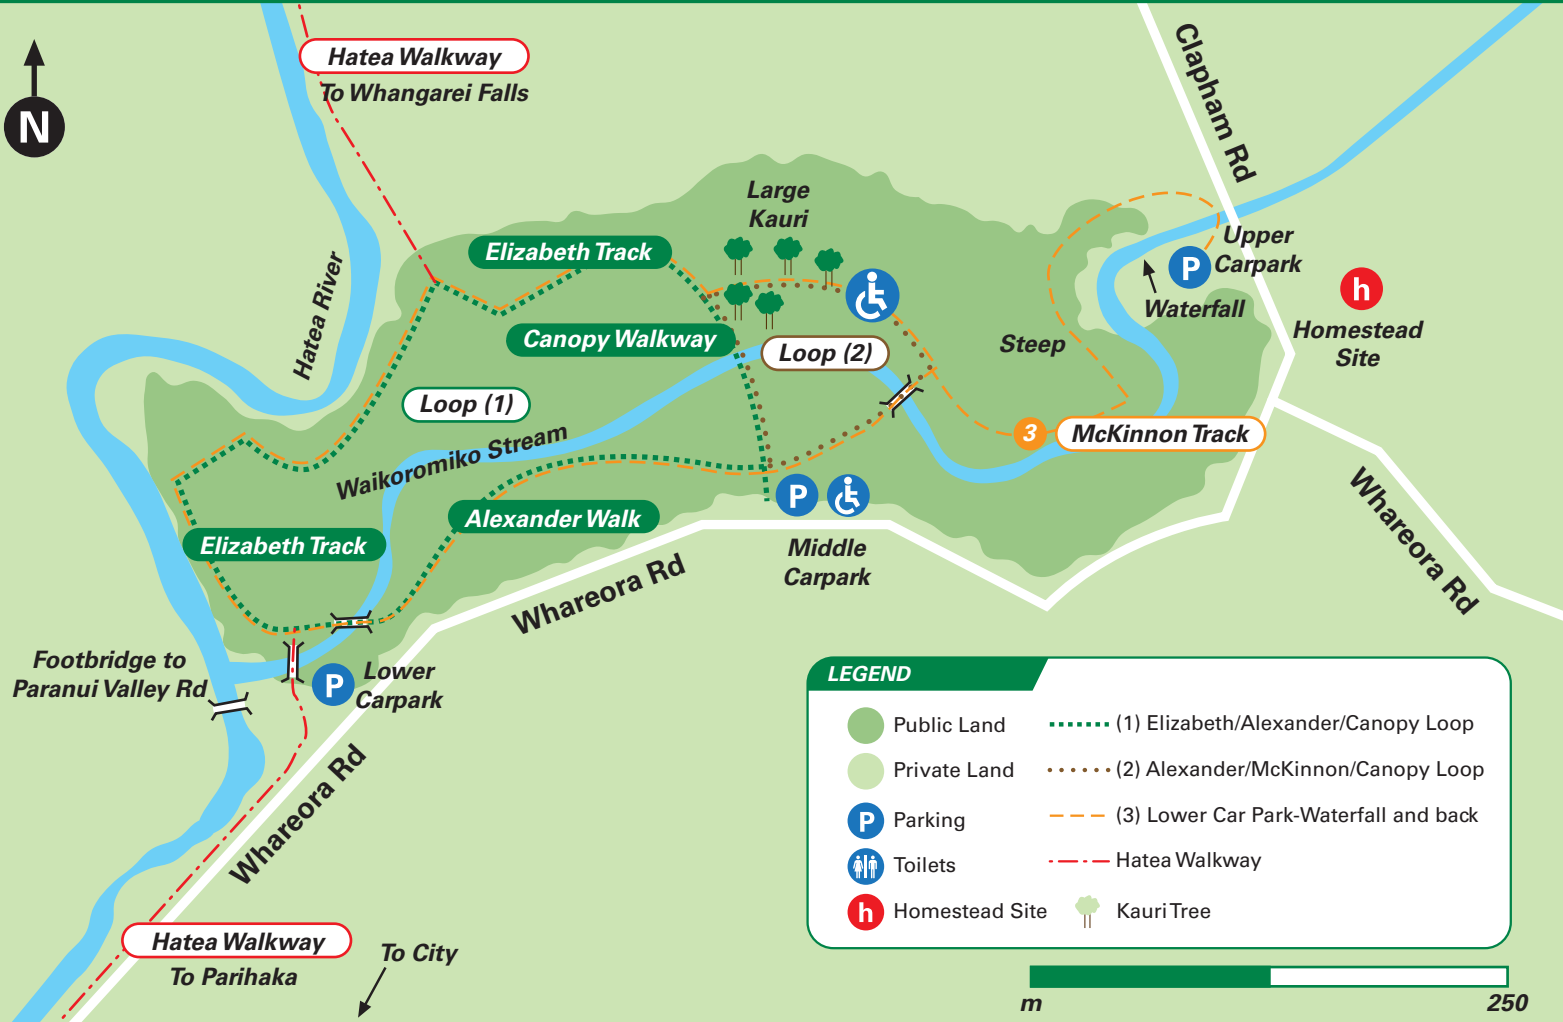 Hatea Walkway
To Whangarei Falls
N
Clapham Rd
Large
Kauri
Elizabeth Track
Upper
Carpark
P
h
Waterfall
Homestead
Site
Hatea River
Canopy Walkway
Loop (2)
Steep
Loop (1)
3
McKinnon Track
Waikoromiko Stream
Alexander Walk
P
Elizabeth Track
Middle
Carpark
Whareora Rd
Whareora Rd
Footbridge to
Paranui Valley Rd
P
Lower
Carpark
Whareora Rd
Hatea Walkway
To Parihaka
To City
LEGEND
Public Land
Private Land
P Parking
Toilets
h Homestead Site
(1) Elizabeth/Alexander/Canopy Loop
(2) Alexander/McKinnon/Canopy Loop
(3) Lower Car Park-Waterfall and back
Hatea Walkway
Kauri Tree
m 250